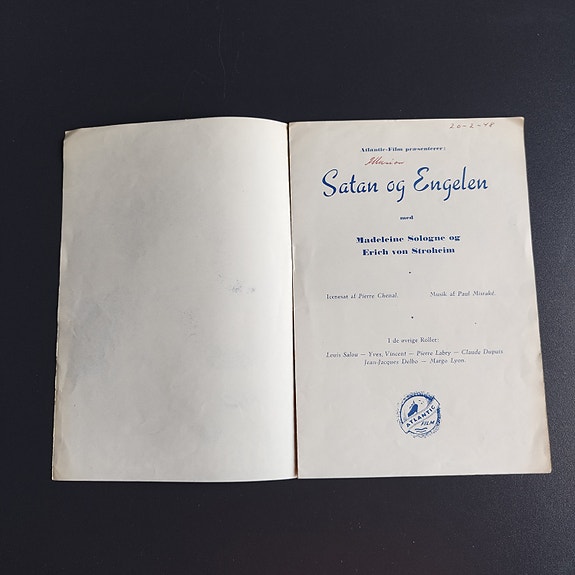 20-2-48
Atlantic-Film præsenterer:
Satan og Engelen
med
Madeleine Sologne og
Erich von Stroheim
Iscenesat af Pierre Chenal.
Musik af Paul Misraké.
I de øvrige Roller:
Louis Salou — Yves, Vincent — Pierre Labry — Claude Dupuis
Jean-Jacques Delbo — Margo Lyon.
ATLANTIC
FILM